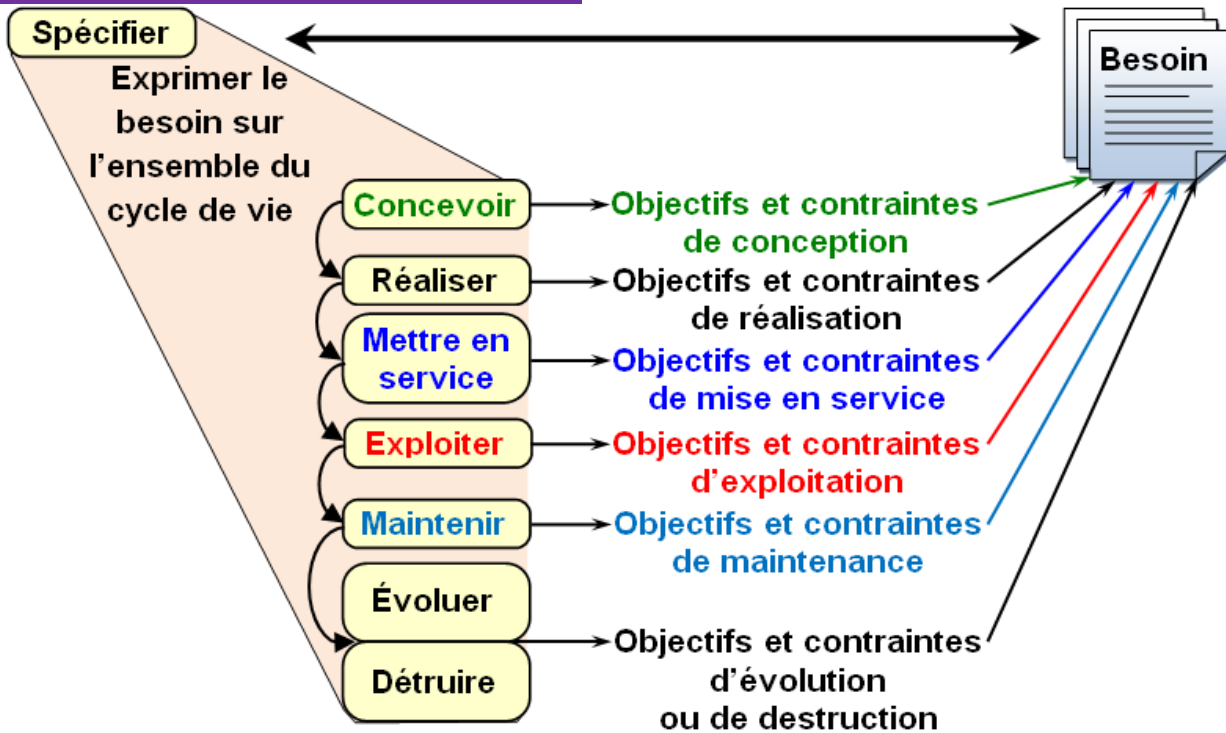 Spécifier
Besoin
Exprimer le
besoin sur
l'ensemble du
cycle de vie
Concevoir
Objectifs et contraintes
de conception
Réaliser
Objectifs et contraintes
de réalisation
Mettre en
service
Objectifs et contraintes
de mise en service
Exploiter
Objectifs et contraintes
d'exploitation
Maintenir
Objectifs et contraintes
de maintenance
Évoluer
Détruire
Objectifs et contraintes
d'évolution
ou de destruction